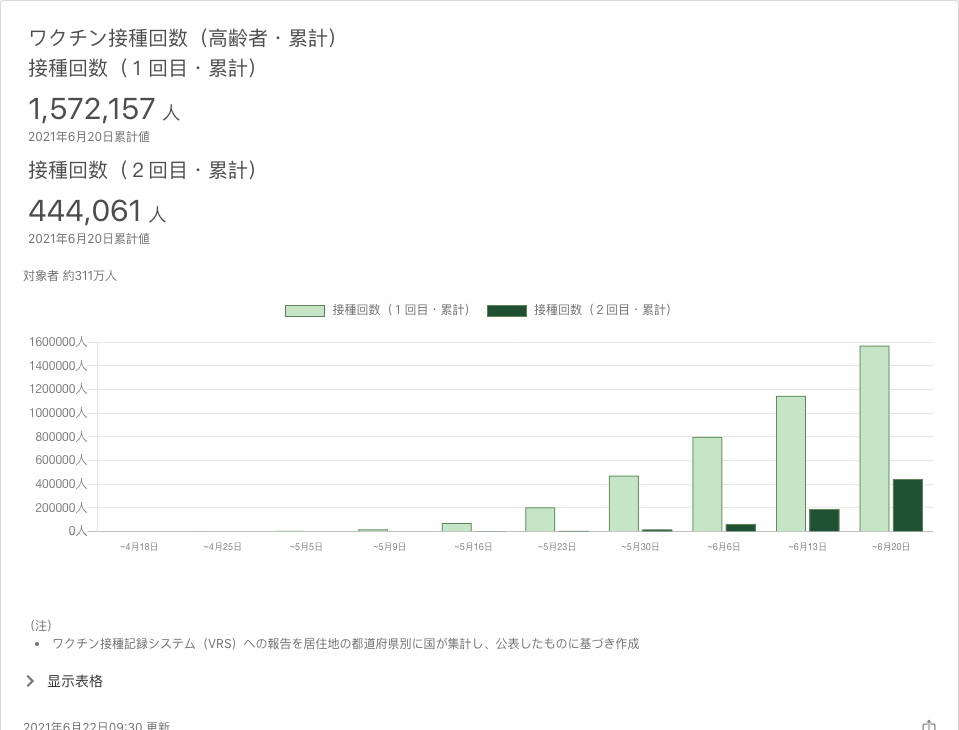 ワクチン接種回数（高齢者・累計）
接種回数（１回目・累計）
1,572,157 人
2021年6月20日累計値
接種回数（２回目・累計）
444,061 人
2021年6月20日累計値
対象者 約311万人
接種回数（１回目・累計） 接種回数（２回目・累計）
1600000人
1400000人
1200000人
1000000人
800000人
600000人
400000人
200000人
0人
~4月18日 ~4月25日 ~5月5日 ~5月9日 ~5月16日 ~5月23日 ~5月30日 ~6月6日 ~6月13日 ~6月20日
（注）
• ワクチン接種記録システム（VRS）への報告を居住地の都道府県別に国が集計し、公表したものに基づき作成
显示表格
2021年6月22日09:30 更新